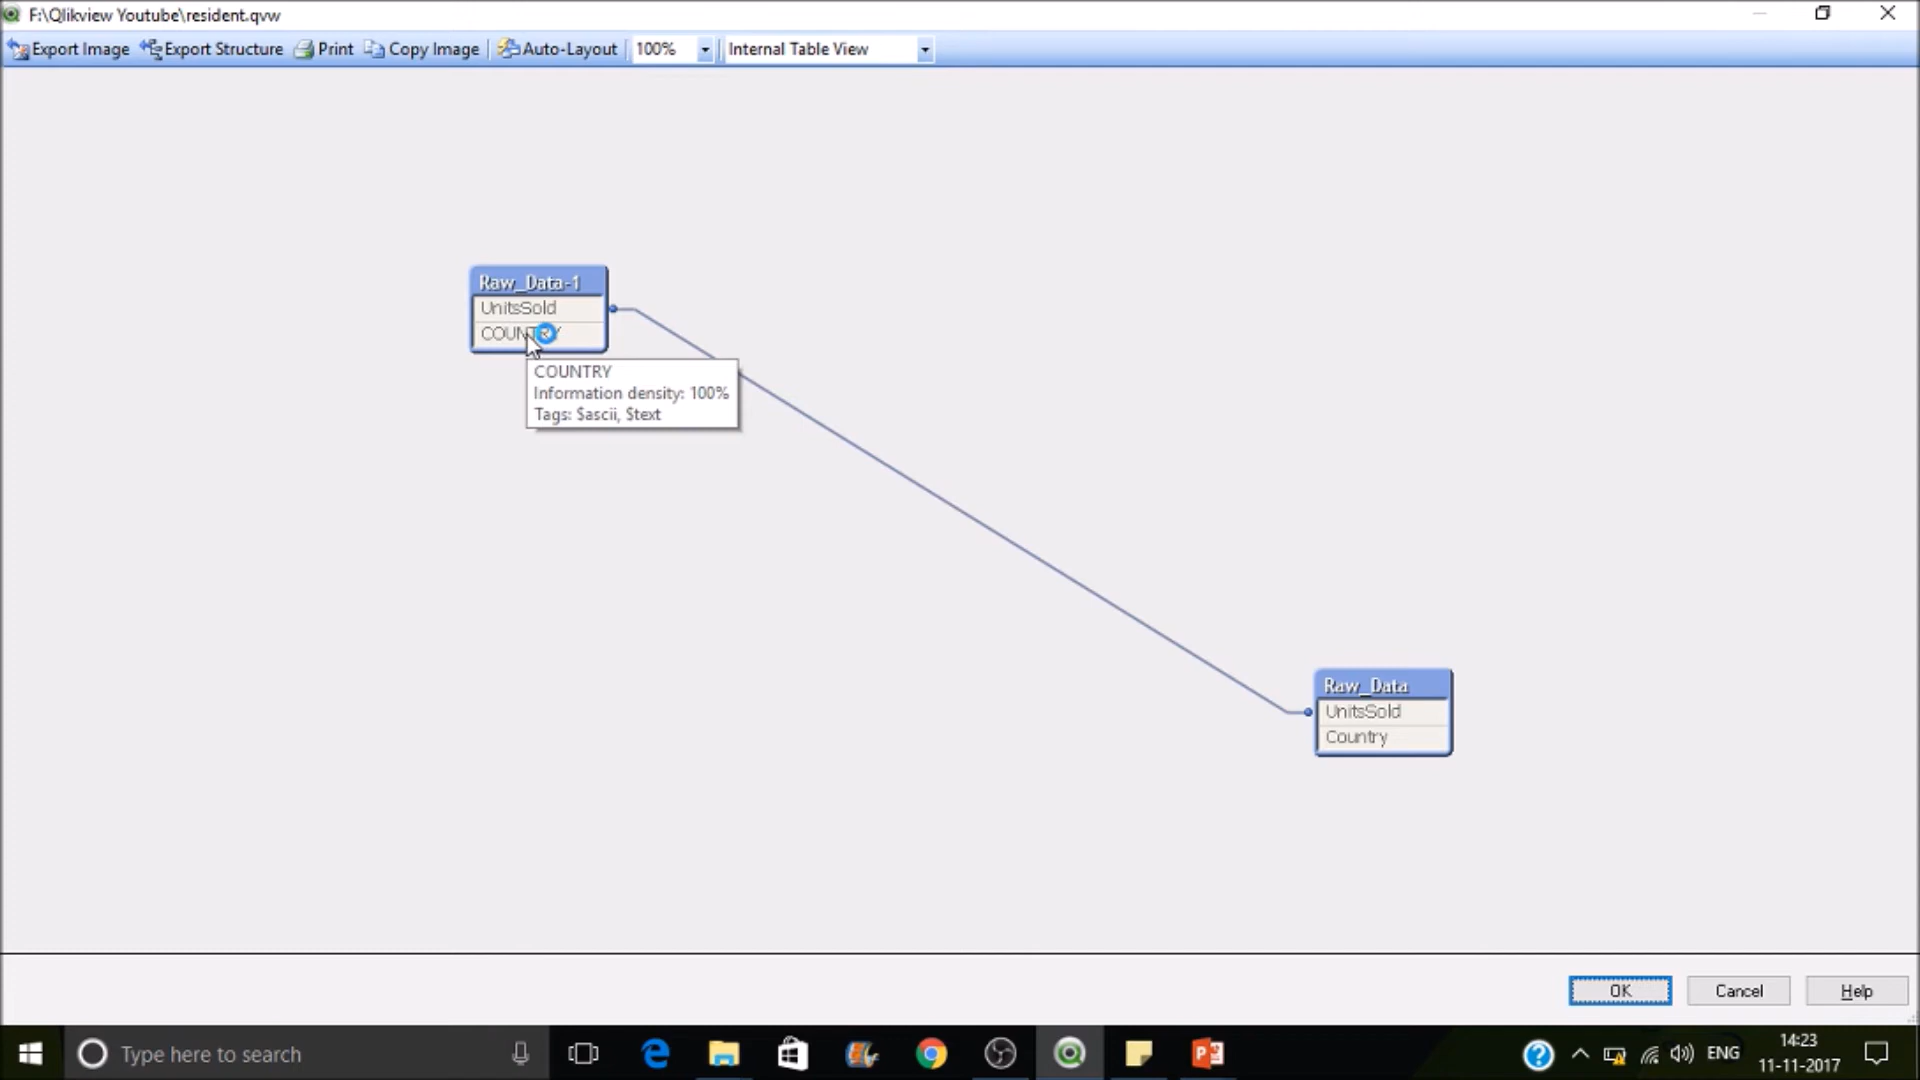 F:\Qlikview Youtube\resident.qvw
Export Image Export Structure Print Copy Image Auto-Layout 100% Internal Table View
Raw_Data-1
UnitsSold
COUNTRY
COUNTRY
Information density: 100%
Tags: $ascii, $text
Raw_Data
UnitsSold
Country
OK Cancel Help
Type here to search
ENG
14:23
11-11-2017